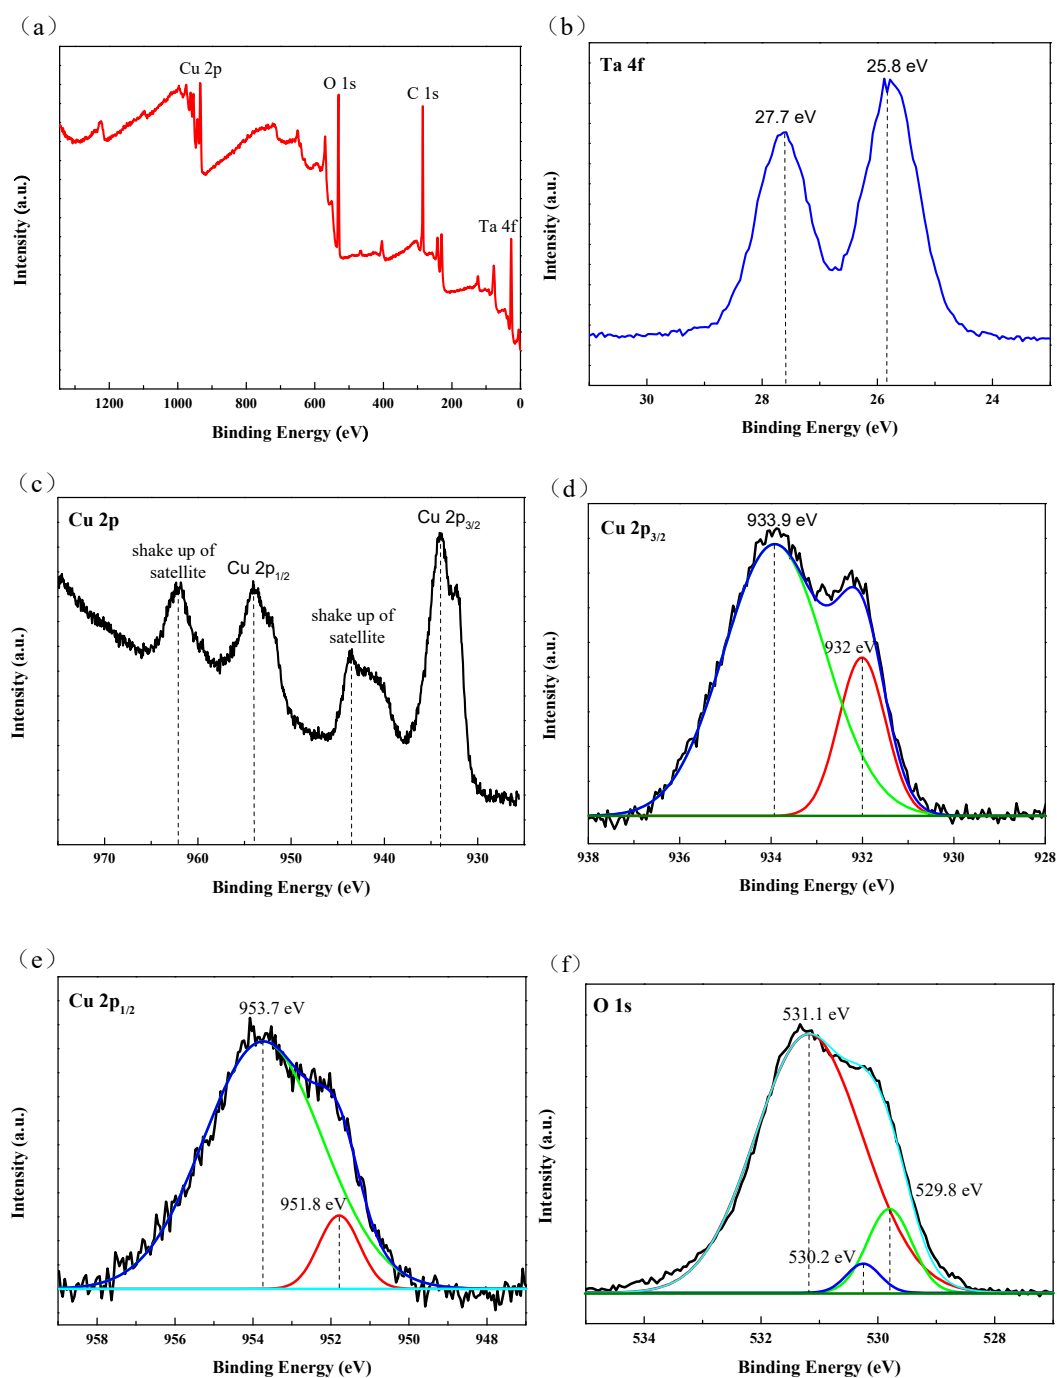 (a)
Cu 2p
O 1s
C 1s
Ta 4f
Intensity (a.u.)
1200 1000 800 600 400 200 0
Binding Energy (eV)
(b)
Ta 4f
25.8 eV
27.7 eV
Intensity (a.u.)
30 28 26 24
Binding Energy (eV)
(c)
Cu 2p
Cu 2p3/2
shake up of
satellite
Cu 2p1/2
shake up of
satellite
Intensity (a.u.)
970 960 950 940 930
Binding Energy (eV)
(d)
Cu 2p3/2
933.9 eV
932 eV
Intensity (a.u.)
938 936 934 932 930 928
Binding Energy (eV)
(e)
Cu 2p1/2
953.7 eV
951.8 eV
Intensity (a.u.)
958 956 954 952 950 948
Binding Energy (eV)
(f)
O 1s
531.1 eV
529.8 eV
530.2 eV
Intensity (a.u.)
534 532 530 528
Binding Energy (eV)